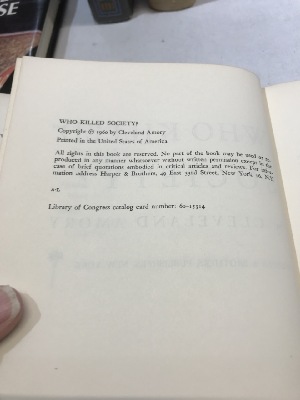 SE
WHO KILLED SOCIETY?
Copyright © 1960 by Cleveland Amory
Printed in the United States of America
All rights in this book are reserved. No part of the book may be used or re-
produced in any manner whatsoever without written permission except in the
case of brief quotations embodied in critical articles and reviews. For infor-
mation address Harper & Brothers, 49 East 33rd Street, New York 16, N.Y.
Library of Congress catalog card number: 60-15324